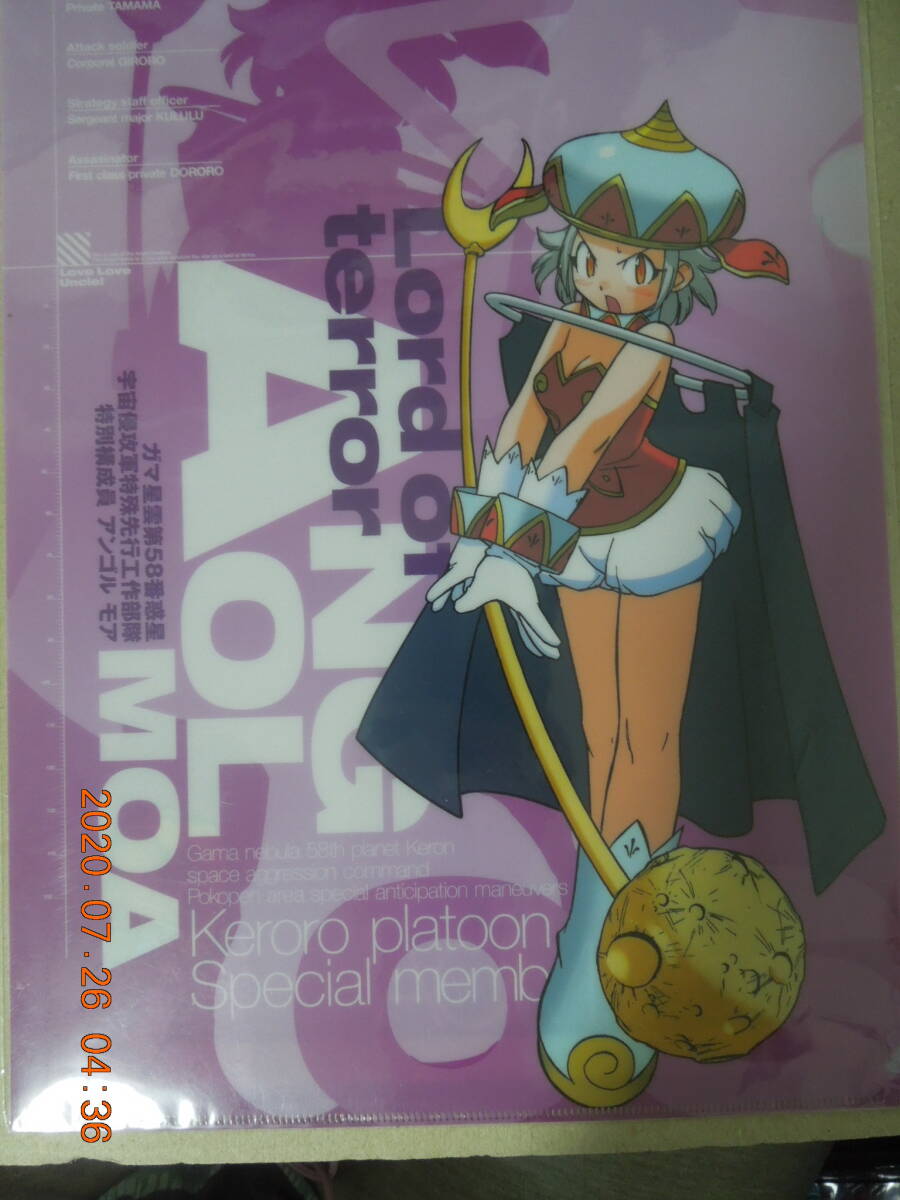 Private TAMAMA
Attack soldier
Corporal GIRORO
Strategy staff officer
Sergeant major KULULU
Assasinator
First class private DORORO
Love Love
Uncle!
Lord of
terror
ANG
AOL
MOA
ガマ星雲第58番惑星
宇宙侵攻軍特殊先行工作部隊
特別構成員 アンゴル モア
Gama nebula 58th planet Keron
space aggression command
Pokopen area special anticipation maneuvers
Keroro platoon
Special memb
2020.07.26 04:36